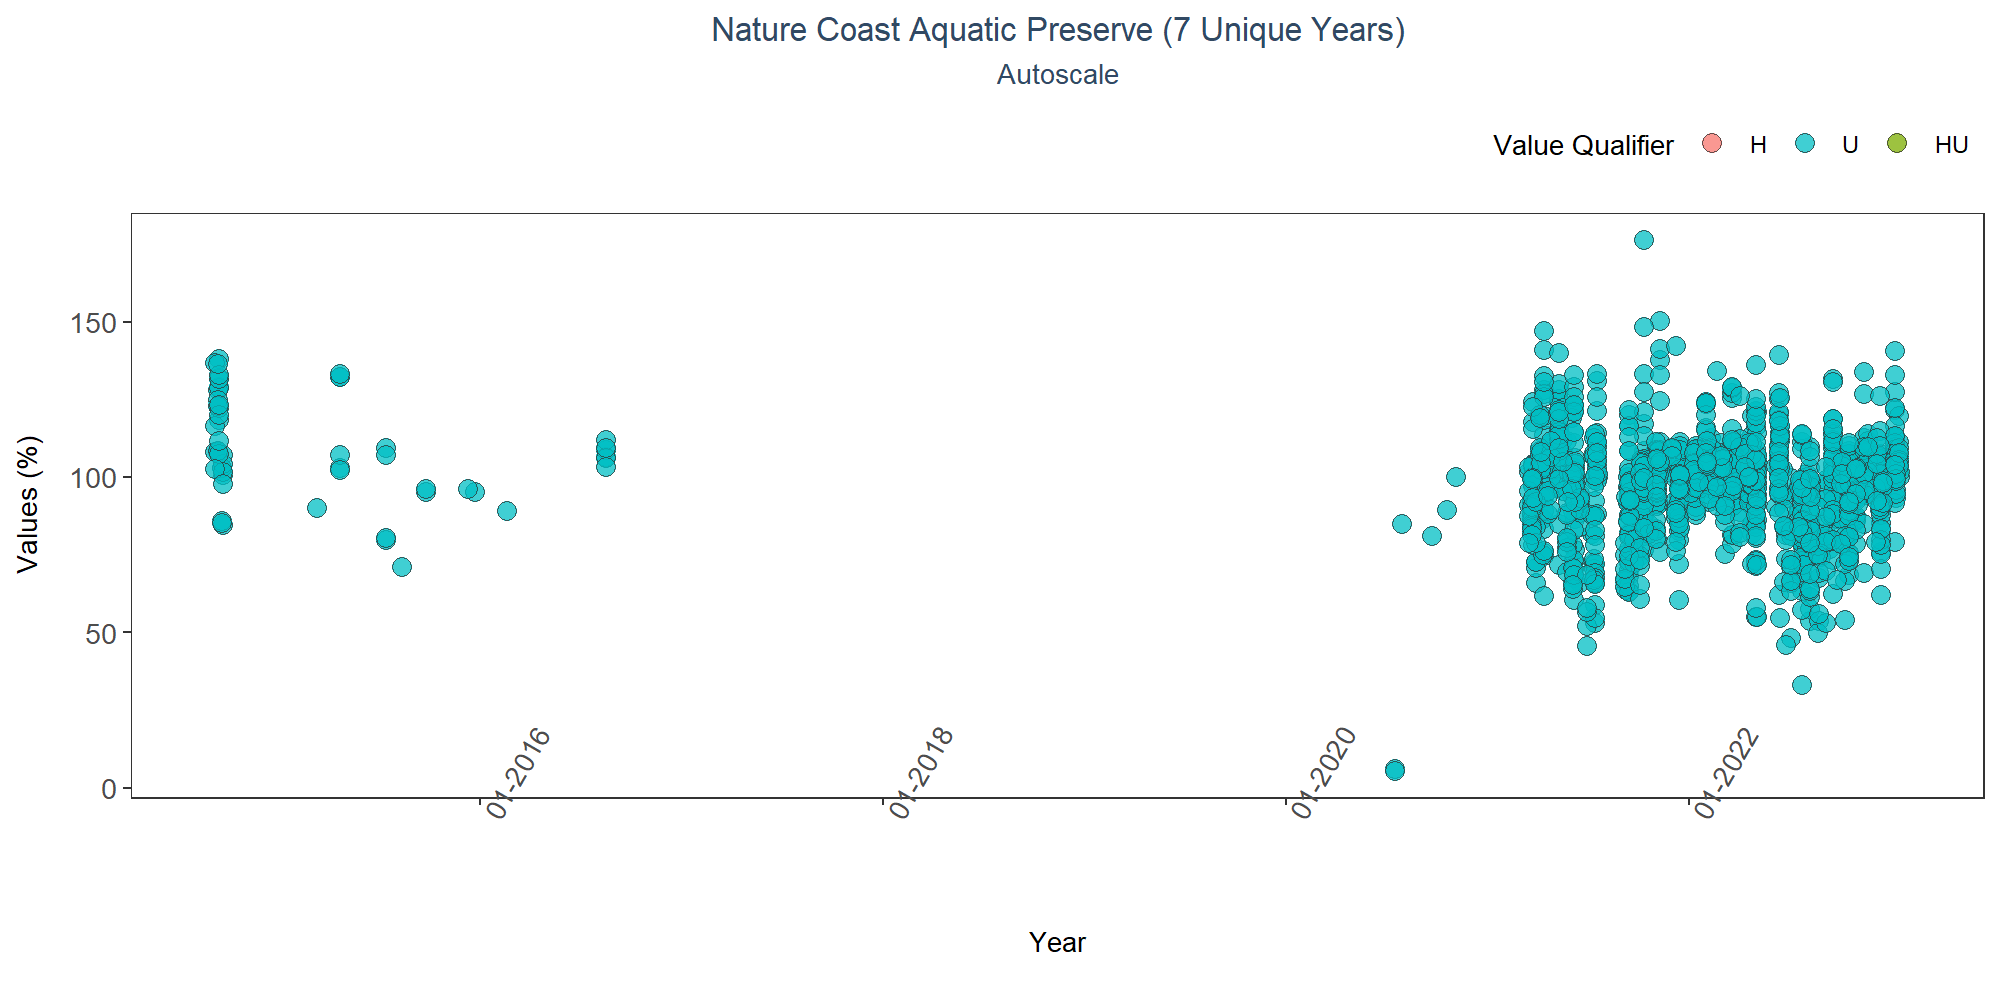 Nature Coast Aquatic Preserve (7 Unique Years)
Autoscale
Value Qualifier H U HU
Values (%)
150
100
50
0
01-2016
01-2018
01-2020
01-2022
Year